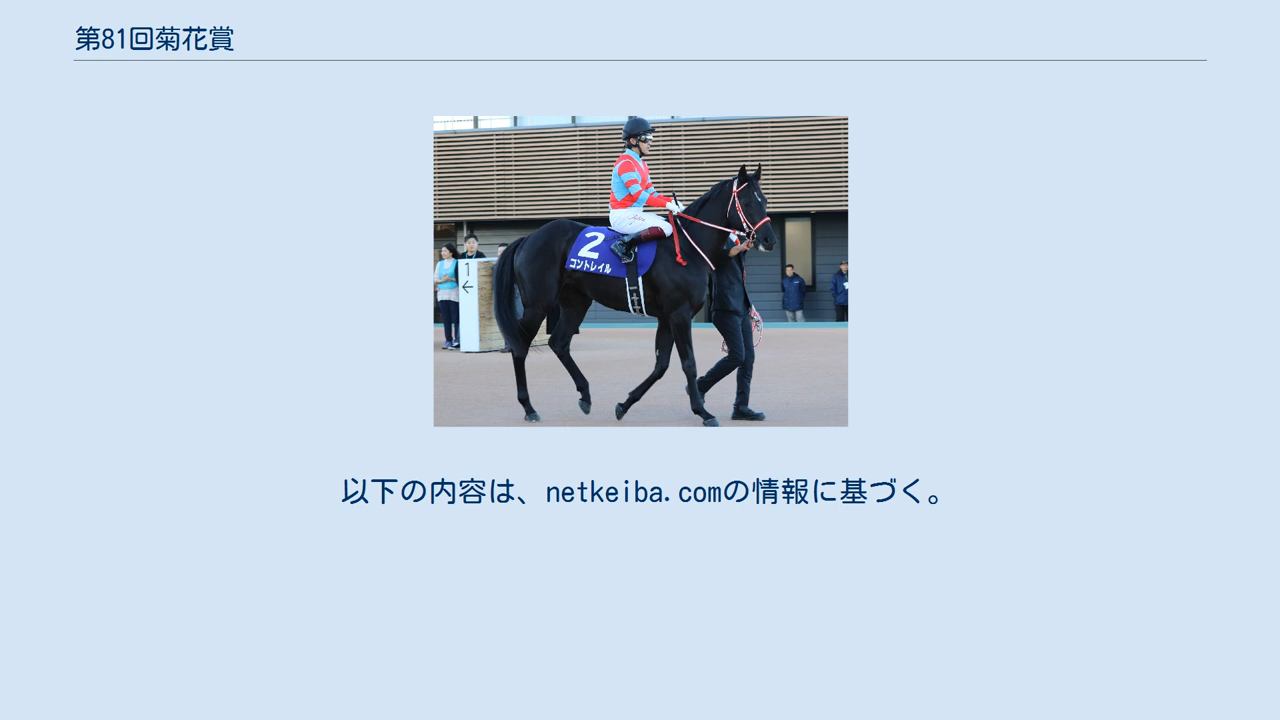 第81回菊花賞
2
コントレイル
1
←
以下の内容は、netkeiba.comの情報に基づく。